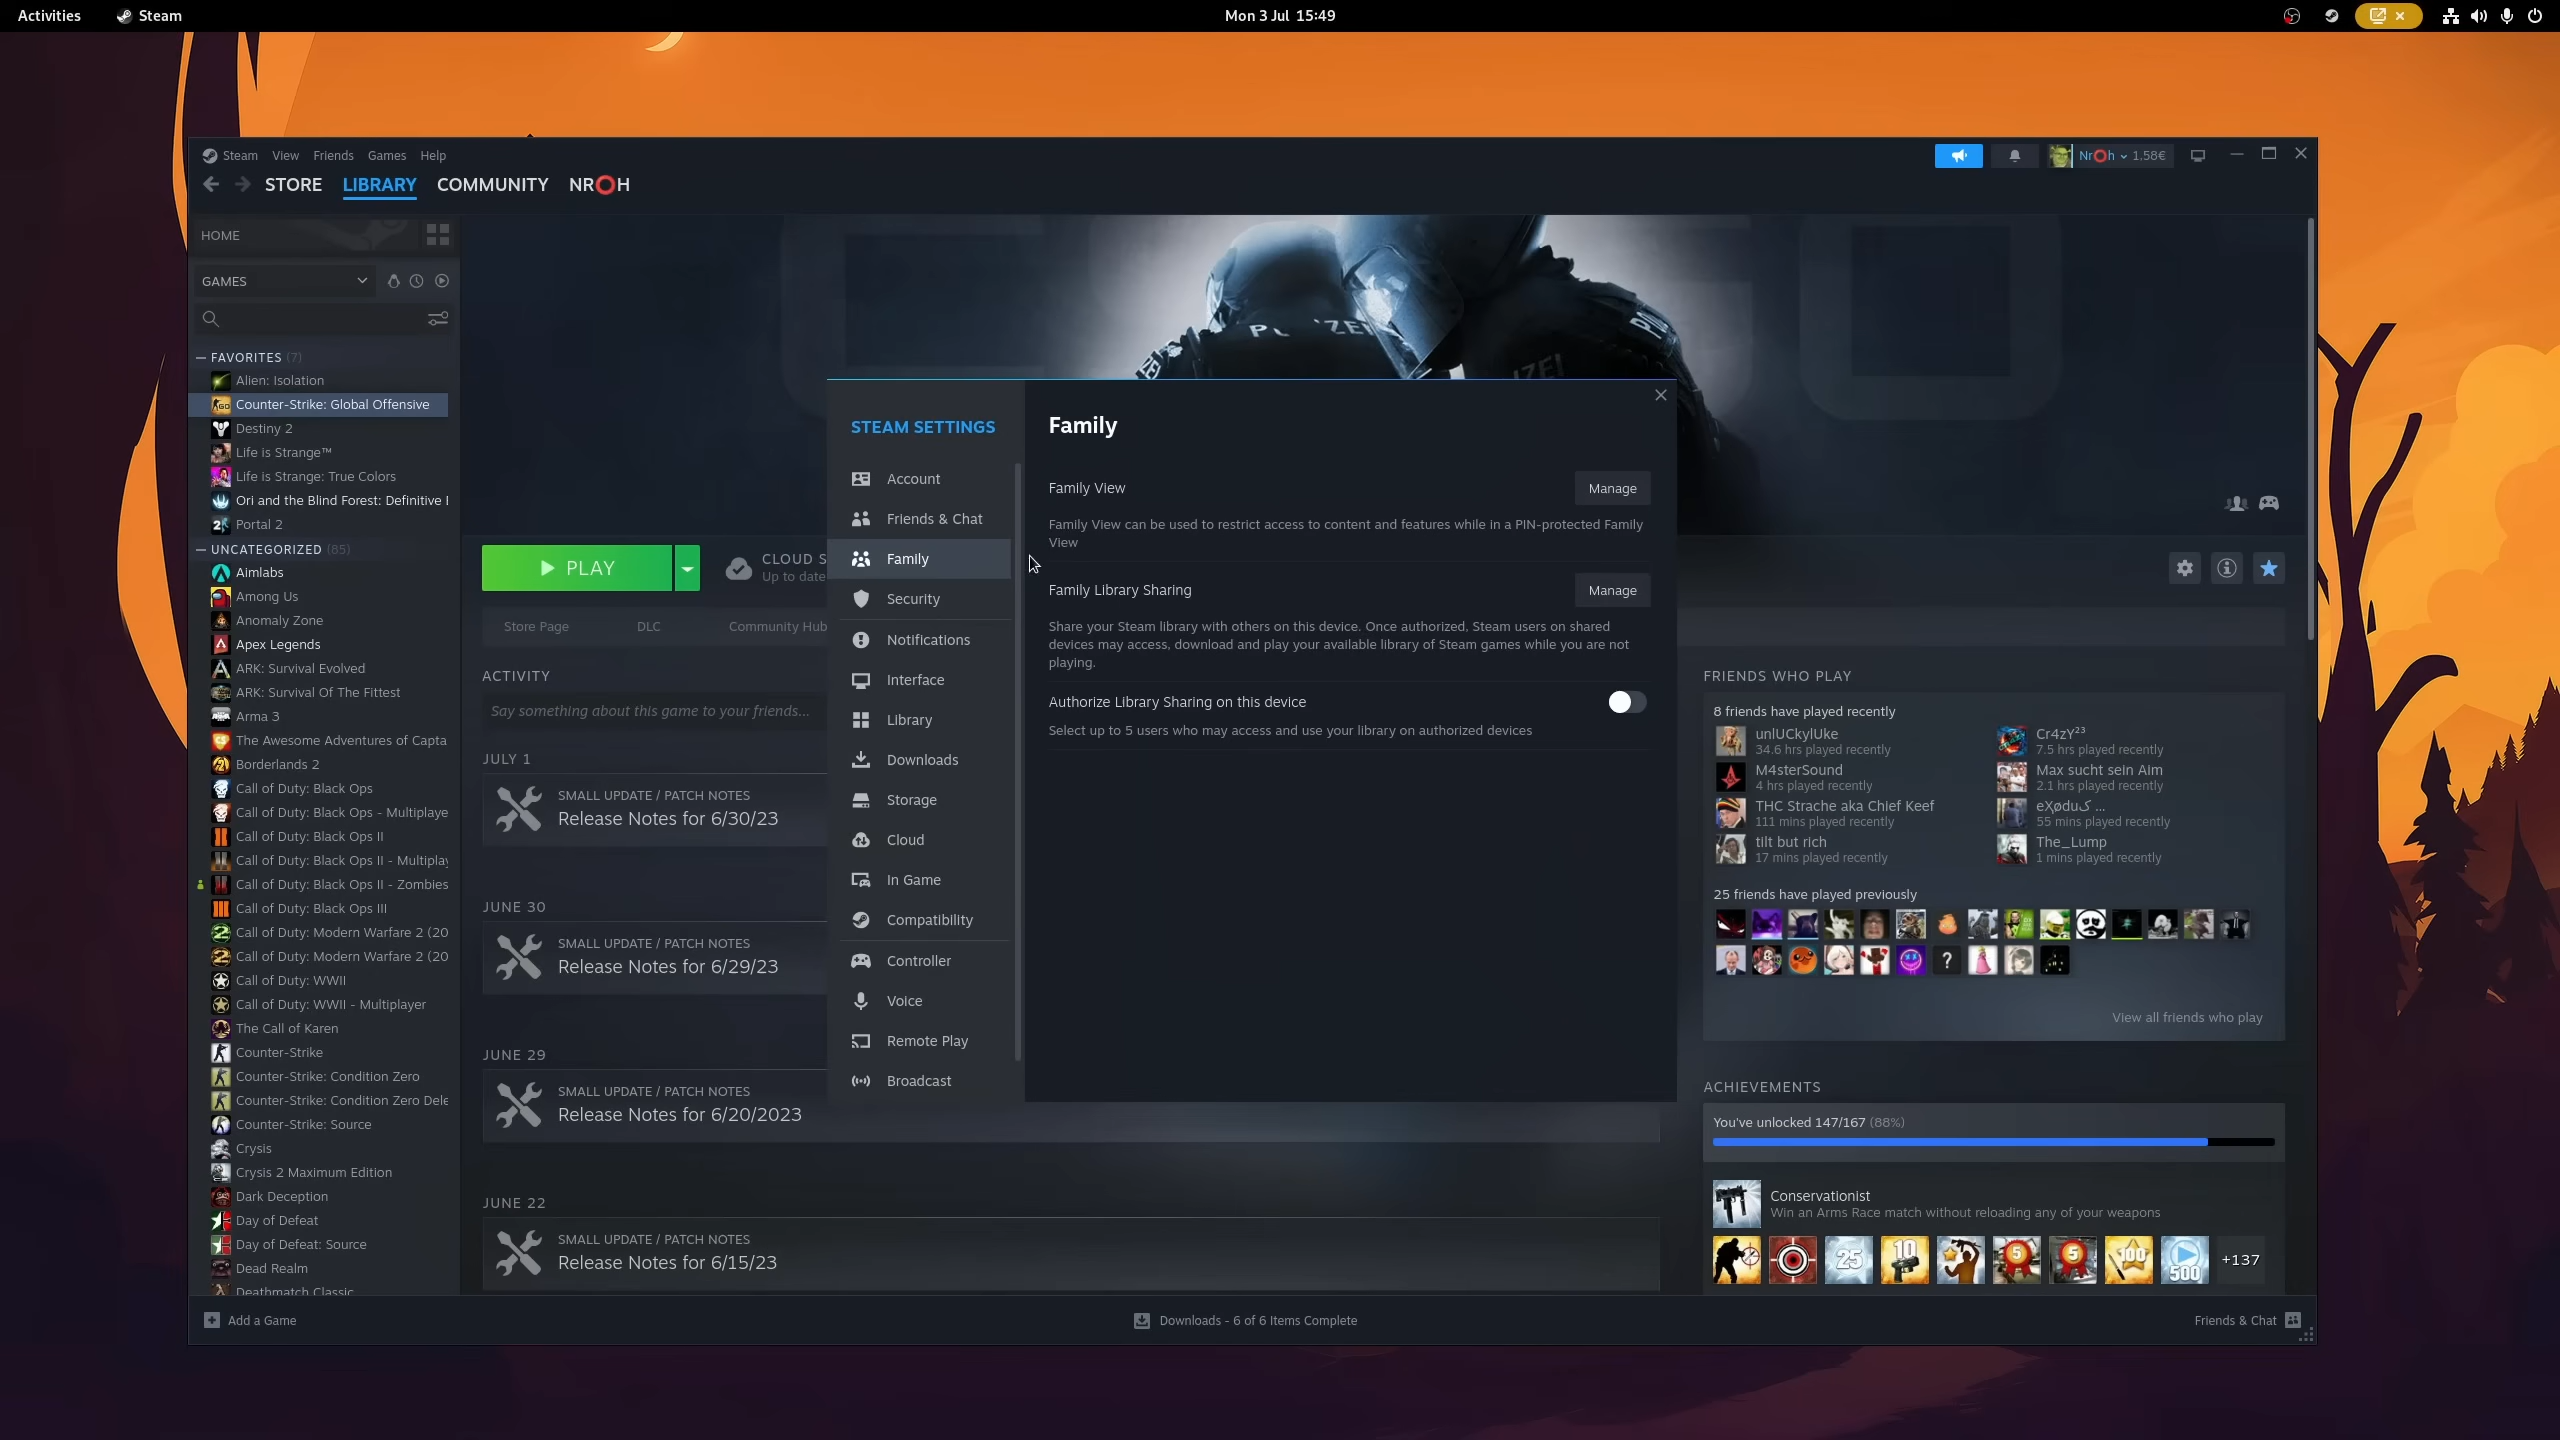 Activities
Steam
Mon 3 Jul 15:49
Steam View Friends Games Help
Nr⭕h 1,58€
STORE LIBRARY COMMUNITY NR⭕H
HOME
GAMES
FAVORITES (7)
Alien: Isolation
Counter-Strike: Global Offensive
Destiny 2
Life is Strange™
Life is Strange: True Colors
Ori and the Blind Forest: Definitive
Portal 2
UNCATEGORIZED (85)
Aimlabs
Among Us
Anomaly Zone
Apex Legends
ARK: Survival Evolved
ARK: Survival Of The Fittest
Arma 3
The Awesome Adventures of Capta
Borderlands 2
Call of Duty: Black Ops
Call of Duty: Black Ops - Multiplaye
Call of Duty: Black Ops II
Call of Duty: Black Ops II - Multiplay
Call of Duty: Black Ops II - Zombies
Call of Duty: Black Ops III
Call of Duty: Modern Warfare 2 (20
Call of Duty: Modern Warfare 2 (20
Call of Duty: WWII
Call of Duty: WWII - Multiplayer
The Call of Karen
Counter-Strike
Counter-Strike: Condition Zero
Counter-Strike: Condition Zero Dele
Counter-Strike: Source
Crysis
Crysis 2 Maximum Edition
Dark Deception
Day of Defeat
Day of Defeat: Source
Dead Realm
Deathmatch Classic
PLAY
CLOUD S
Up to date
Store Page DLC Community Hub
ACTIVITY
Say something about this game to your friends...
JULY 1
SMALL UPDATE / PATCH NOTES
Release Notes for 6/30/23
JUNE 30
SMALL UPDATE / PATCH NOTES
Release Notes for 6/29/23
JUNE 29
SMALL UPDATE / PATCH NOTES
Release Notes for 6/20/2023
JUNE 22
SMALL UPDATE / PATCH NOTES
Release Notes for 6/15/23
STEAM SETTINGS
Account
Friends & Chat
Family
Security
Notifications
Interface
Library
Downloads
Storage
Cloud
In Game
Compatibility
Controller
Voice
Remote Play
Broadcast
Family
Family View
Manage
Family View can be used to restrict access to content and features while in a PIN-protected Family
View
Family Library Sharing
Manage
Share your Steam library with others on this device. Once authorized, Steam users on shared
devices may access, download and play your available library of Steam games while you are not
playing.
Authorize Library Sharing on this device
Select up to 5 users who may access and use your library on authorized devices
FRIENDS WHO PLAY
8 friends have played recently
unlUCkylUke
34.6 hrs played recently
Cr4zY²³
7.5 hrs played recently
M4sterSound
4 hrs played recently
Max sucht sein Aim
2.1 hrs played recently
THC Strache aka Chief Keef
111 mins played recently
55 mins played recently
tilt but rich
17 mins played recently
The_Lump
1 mins played recently
25 friends have played previously
?
View all friends who play
ACHIEVEMENTS
You've unlocked 147/167 (88%)
Conservationist
Win an Arms Race match without reloading any of your weapons
25
10
5
5
100
500
+137
Add a Game
Downloads - 6 of 6 Items Complete
Friends & Chat